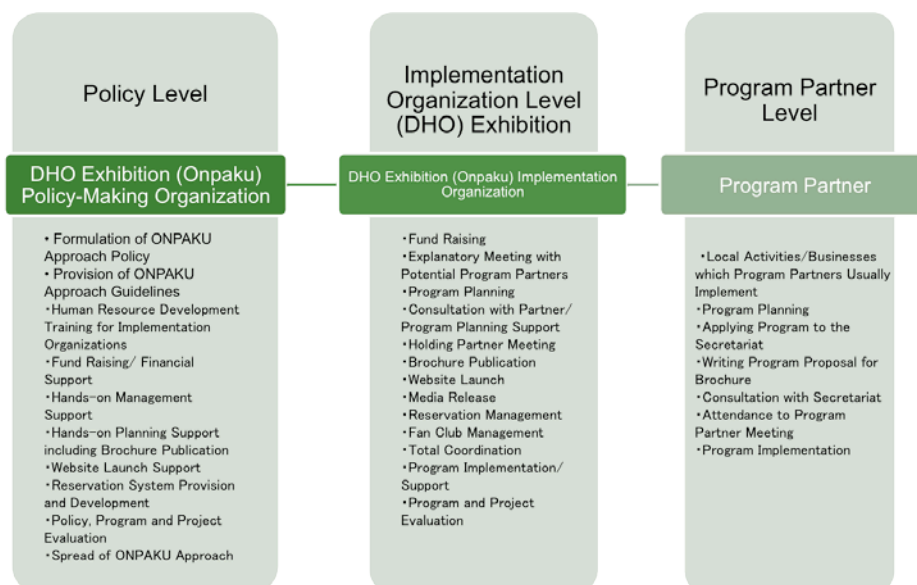 Policy Level
DHO Exhibition (Onpaku)
Policy-Making Organization
• Formulation of ONPAKU
Approach Policy
• Provision of ONPAKU
Approach Guidelines
・Human Resource Development
Training for Implementation
Organizations
・Fund Raising/ Financial
Support
・Hands-on Management
Support
・Hands-on Planning Support
including Brochure Publication
・Website Launch Support
・Reservation System Provision
and Development
・Policy, Program and Project
Evaluation
・Spread of ONPAKU Approach
Implementation
Organization Level
(DHO) Exhibition
DHO Exhibition (Onpaku) Implementation
Organization
・Fund Raising
・Explanatory Meeting with
Potential Program Partners
・Program Planning
・Consultation with Partner/
Program Planning Support
・Holding Partner Meeting
・Brochure Publication
・Website Launch
・Media Release
・Reservation Management
・Fan Club Management
・Total Coordination
・Program Implementation/
Support
・Program and Project
Evaluation
Program Partner
Level
Program Partner
・Local Activities/Businesses
which Program Partners Usually
Implement
・Program Planning
・Applying Program to the
Secretariat
・Writing Program Proposal for
Brochure
・Consultation with Secretariat
・Attendance to Program
Partner Meeting
・Program Implementation